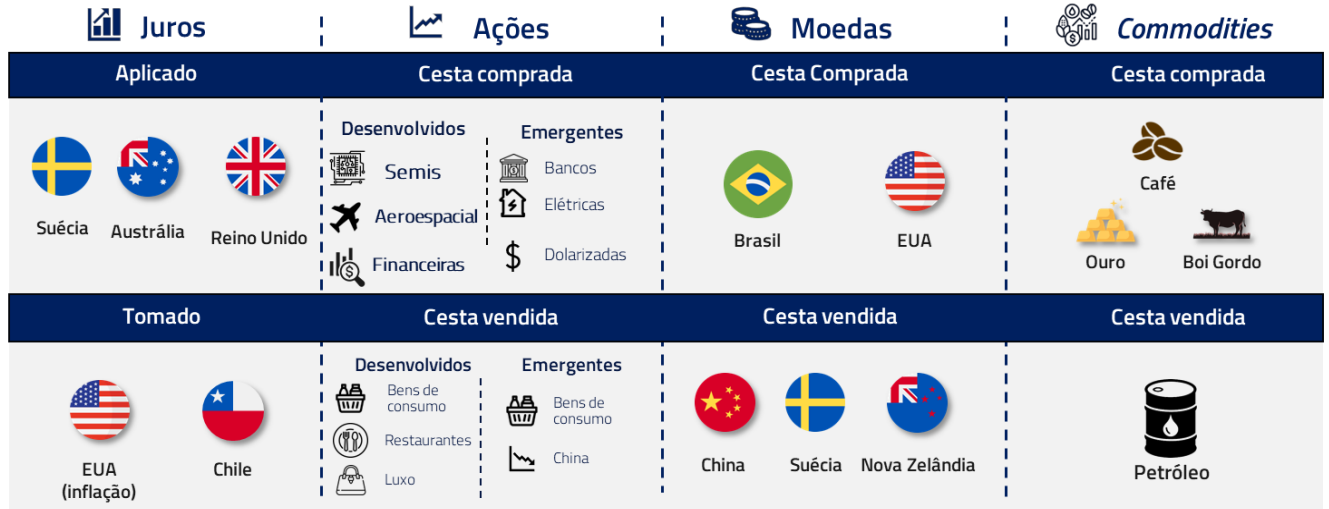 Juros
Ações
Moedas
Commodities
Aplicado
Cesta comprada
Cesta Comprada
Cesta comprada
Suécia
Austrália
Reino Unido
Desenvolvidos
Semis
Aeroespacial
Financeiras
Emergentes
Bancos
Elétricas
Dolarizadas
Brasil
EUA
Café
Ouro
Boi Gordo
Tomado
Cesta vendida
Cesta vendida
Cesta vendida
EUA
(inflação)
Chile
Desenvolvidos
Bens de
consumo
Restaurantes
Luxo
Emergentes
Bens de
consumo
China
China
Suécia
Nova Zelândia
Petróleo